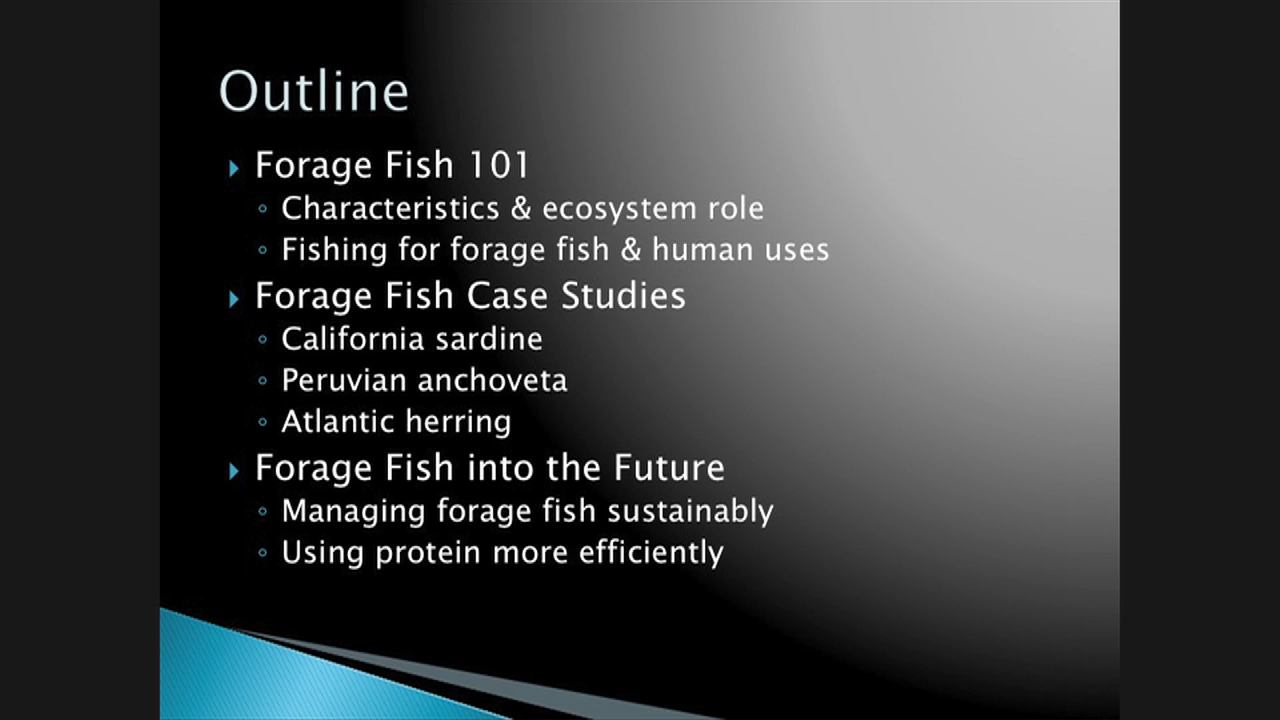 Outline
Forage Fish 101
Characteristics & ecosystem role
Fishing for forage fish & human uses
Forage Fish Case Studies
California sardine
Peruvian anchoveta
Atlantic herring
Forage Fish into the Future
Managing forage fish sustainably
Using protein more efficiently